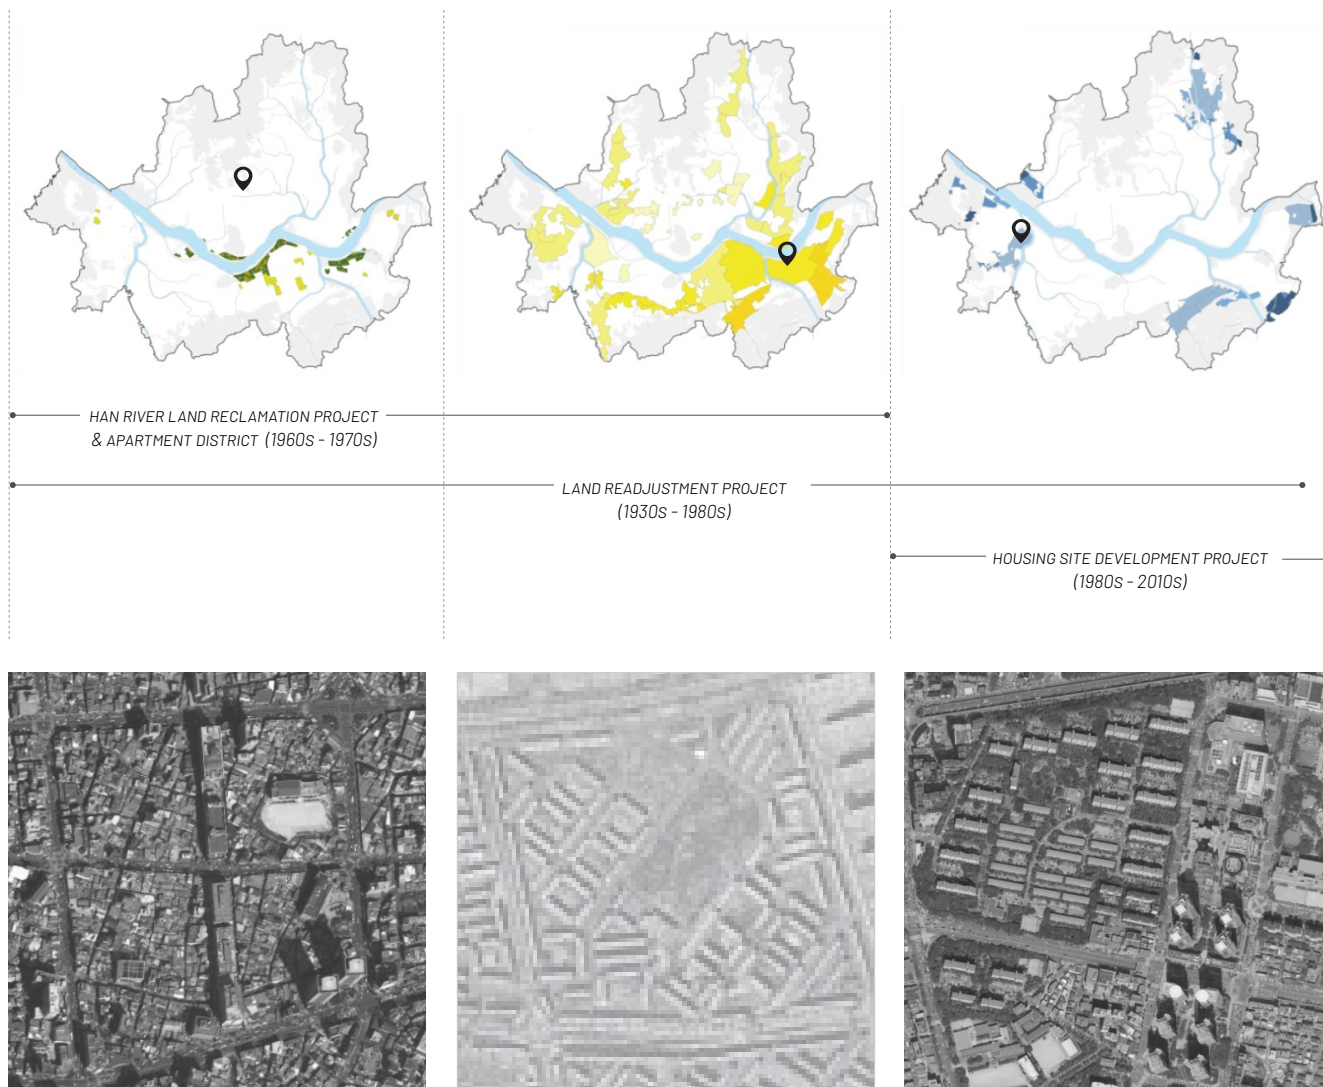 HAN RIVER LAND RECLAMATION PROJECT
& APARTMENT DISTRICT (1960S - 1970S)
LAND READJUSTMENT PROJECT
(1930S - 1980S)
HOUSING SITE DEVELOPMENT PROJECT
(1980S - 2010S)